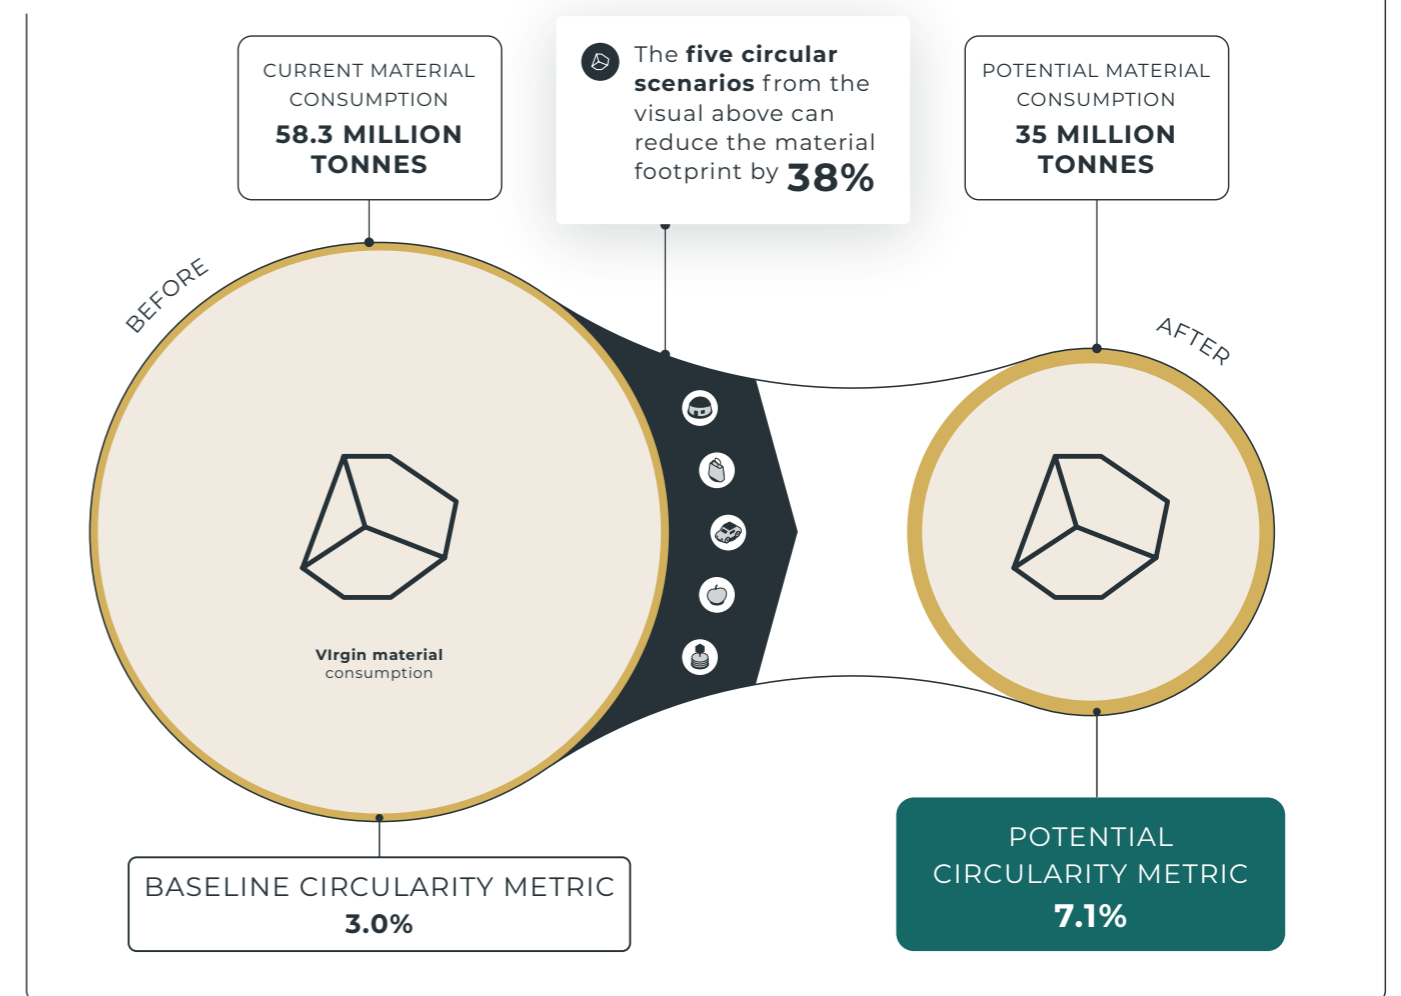 CURRENT MATERIAL
CONSUMPTION
58.3 MILLION
TONNES
The five circular
scenarios from the
visual above can
reduce the material
footprint by 38%
POTENTIAL MATERIAL
CONSUMPTION
35 MILLION
TONNES
BEFORE
AFTER
VIrgin material
consumption
BASELINE CIRCULARITY METRIC
3.0%
POTENTIAL
CIRCULARITY METRIC
7.1%